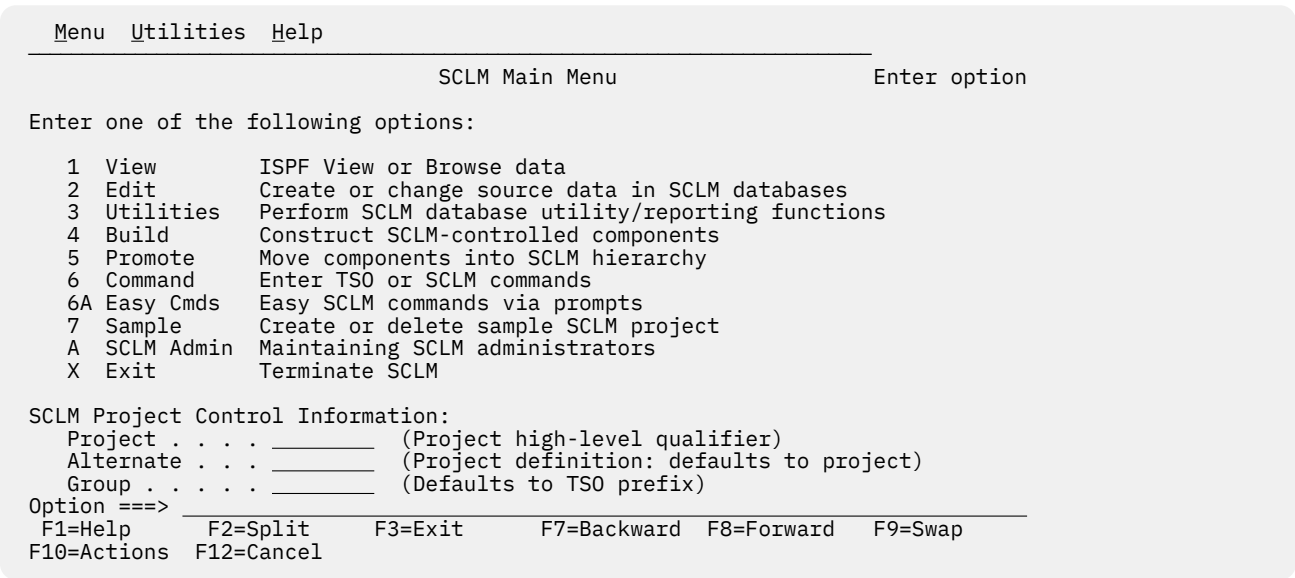 Menu  Utilities  Help
SCLM Main Menu                    Enter option
Enter one of the following options:
1  View        ISPF View or Browse data
2  Edit        Create or change source data in SCLM databases
3  Utilities   Perform SCLM database utility/reporting functions
4  Build       Construct SCLM-controlled components
5  Promote     Move components into SCLM hierarchy
6  Command     Enter TSO or SCLM commands
6A Easy Cmds   Easy SCLM commands via prompts
7  Sample      Create or delete sample SCLM project
A  SCLM Admin  Maintaining SCLM administrators
X  Exit        Terminate SCLM
SCLM Project Control Information:
Project . . . . ________  (Project high-level qualifier)
Alternate . . . ________  (Project definition: defaults to project)
Group . . . . . ________  (Defaults to TSO prefix)
Option ===> __________________________________________________________________
F1=Help      F2=Split     F3=Exit      F7=Backward  F8=Forward   F9=Swap
F10=Actions  F12=Cancel